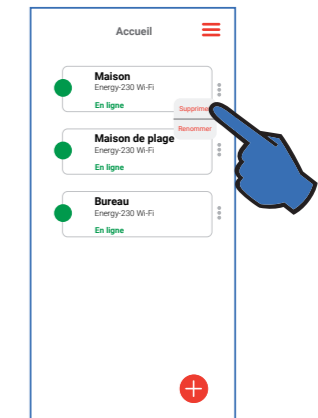 Accueil
Maison
Energy-230 Wi-Fi
En ligne
Supprimer
Renommer
Maison de plage
Energy-230 Wi-Fi
En ligne
Bureau
Energy-230 Wi-Fi
En ligne